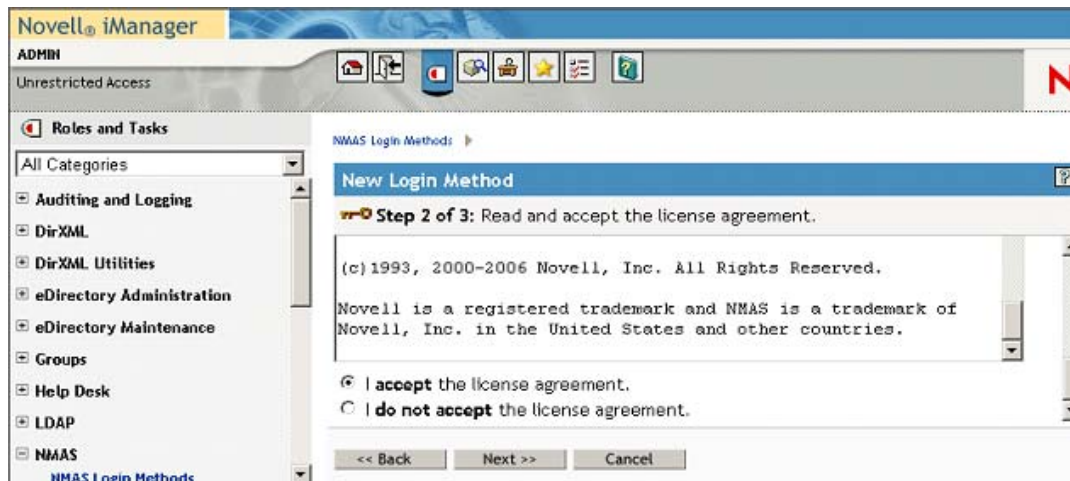 Novell® iManager
ADMIN
Unrestricted Access
N
Roles and Tasks
All Categories
Auditing and Logging
DirXML
DirXML Utilities
eDirectory Administration
eDirectory Maintenance
Groups
Help Desk
LDAP
NMAS
NMAS Login Methods
NMAS Login Methods
New Login Method
?
Step 2 of 3: Read and accept the license agreement.
(c)1993, 2000-2006 Novell, Inc. All Rights Reserved.
Novell is a registered trademark and NMAS is a trademark of
Novell, Inc. in the United States and other countries.
I accept the license agreement.
I do not accept the license agreement.
<< Back
Next >>
Cancel